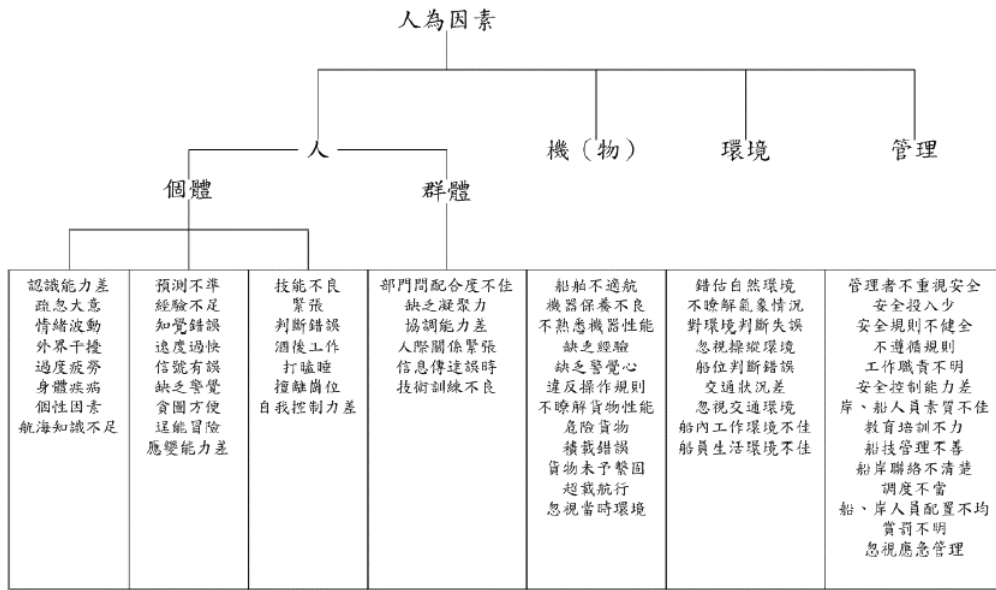 人為因素
人
機（物）
環境
管理
個體
群體
認識能力差
疏忽大意
情緒波動
外界干擾
過度疲勞
身體疾病
個性因素
航海知識不足
預測不準
經驗不足
知覺錯誤
速度過快
信號有誤
缺乏警覺
貪圖方便
逞能冒險
應變能力差
技能不良
緊張
判斷錯誤
酒後工作
打瞌睡
擅離崗位
自我控制力差
部門間配合度不佳
缺乏凝聚力
協調能力差
人際關係緊張
信息傳達誤時
技術訓練不良
船舶不適航
機器保養不良
不熟悉機器性能
缺乏經驗
缺乏警覺心
違反操作規則
不瞭解貨物性能
危險貨物
積載錯誤
貨物未予繫固
超載航行
忽視當時環境
錯估自然環境
不瞭解氣象情況
對環境判斷失誤
忽視操縱環境
船位判斷錯誤
交通狀況差
忽視交通環境
船內工作環境不佳
船員生活環境不佳
管理者不重視安全
安全投入少
安全規則不健全
不遵循規則
工作職責不明
安全控制能力差
岸、船人員素質不佳
教育培訓不力
船技管理不善
船岸聯絡不清楚
調度不當
船、岸人員配置不均
賞罰不明
忽視應急管理